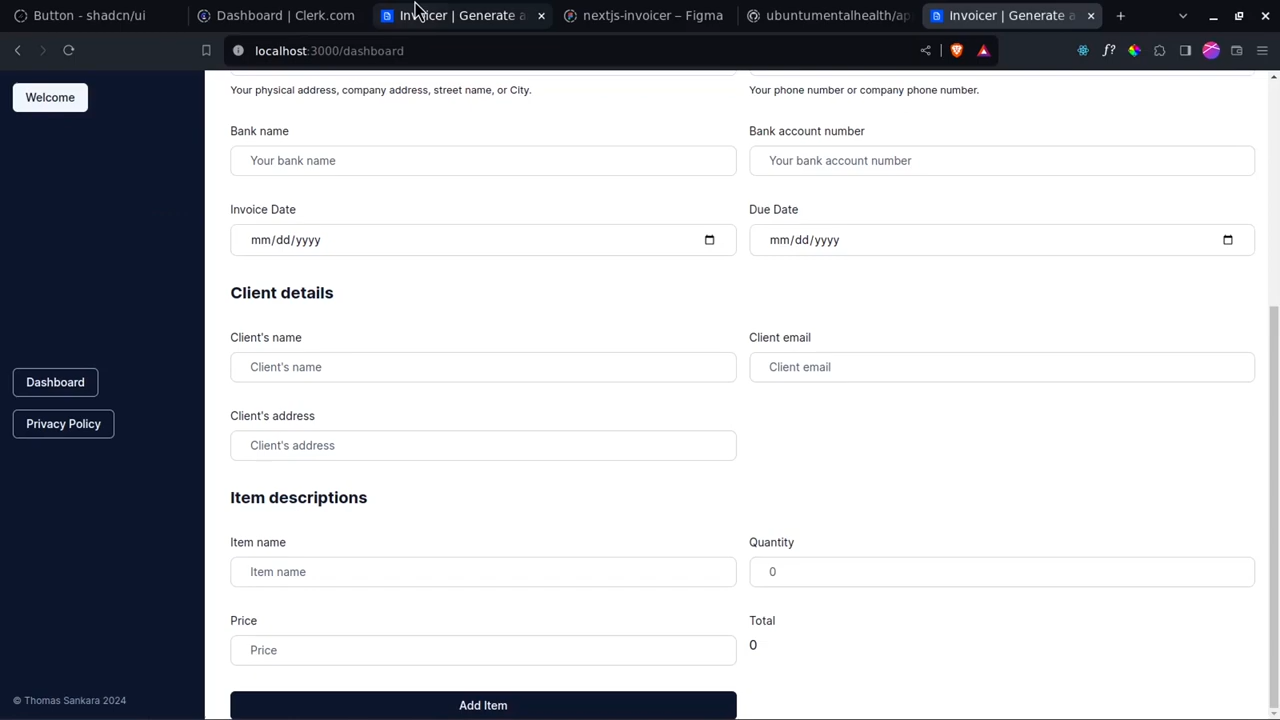 Button - shadcn/ui
Dashboard | Clerk.com
Invoicer | Generate a
nextjs-invoicer – Figma
ubuntumentalhealth/ap
Invoicer | Generate a
localhost:3000/dashboard
Welcome
Your physical address, company address, street name, or City.
Your phone number or company phone number.
Bank name
Bank account number
Your bank name
Your bank account number
Invoice Date
Due Date
mm/dd/yyyy
mm/dd/yyyy
Client details
Client's name
Client email
Client's name
Client email
Dashboard
Client's address
Privacy Policy
Client's address
Item descriptions
Item name
Quantity
Item name
0
Price
Total
Price
0
© Thomas Sankara 2024
Add Item